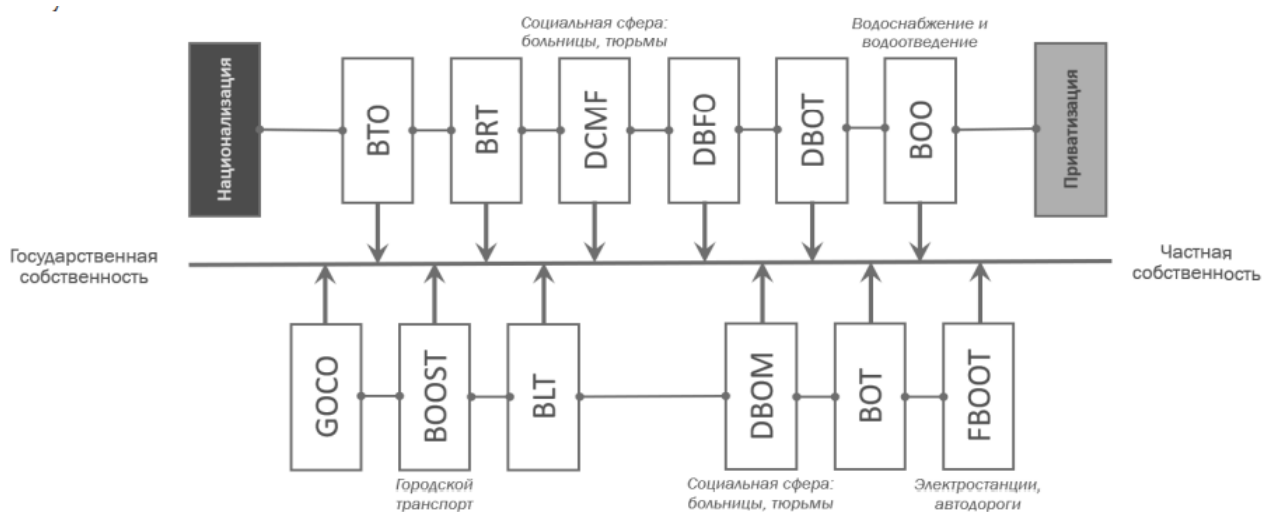 Социальная сфера:
больницы, тюрьмы
Водоснабжение и
водоотведение
Национализация
BTO
BRT
DCMF
DBFO
DBOT
BOO
Приватизация
Государственная
собственность
Частная
собственность
GOCO
BOOST
BLT
DBOM
BOT
FBOOT
Городской
транспорт
Социальная сфера:
больницы, тюрьмы
Электростанции,
автодороги